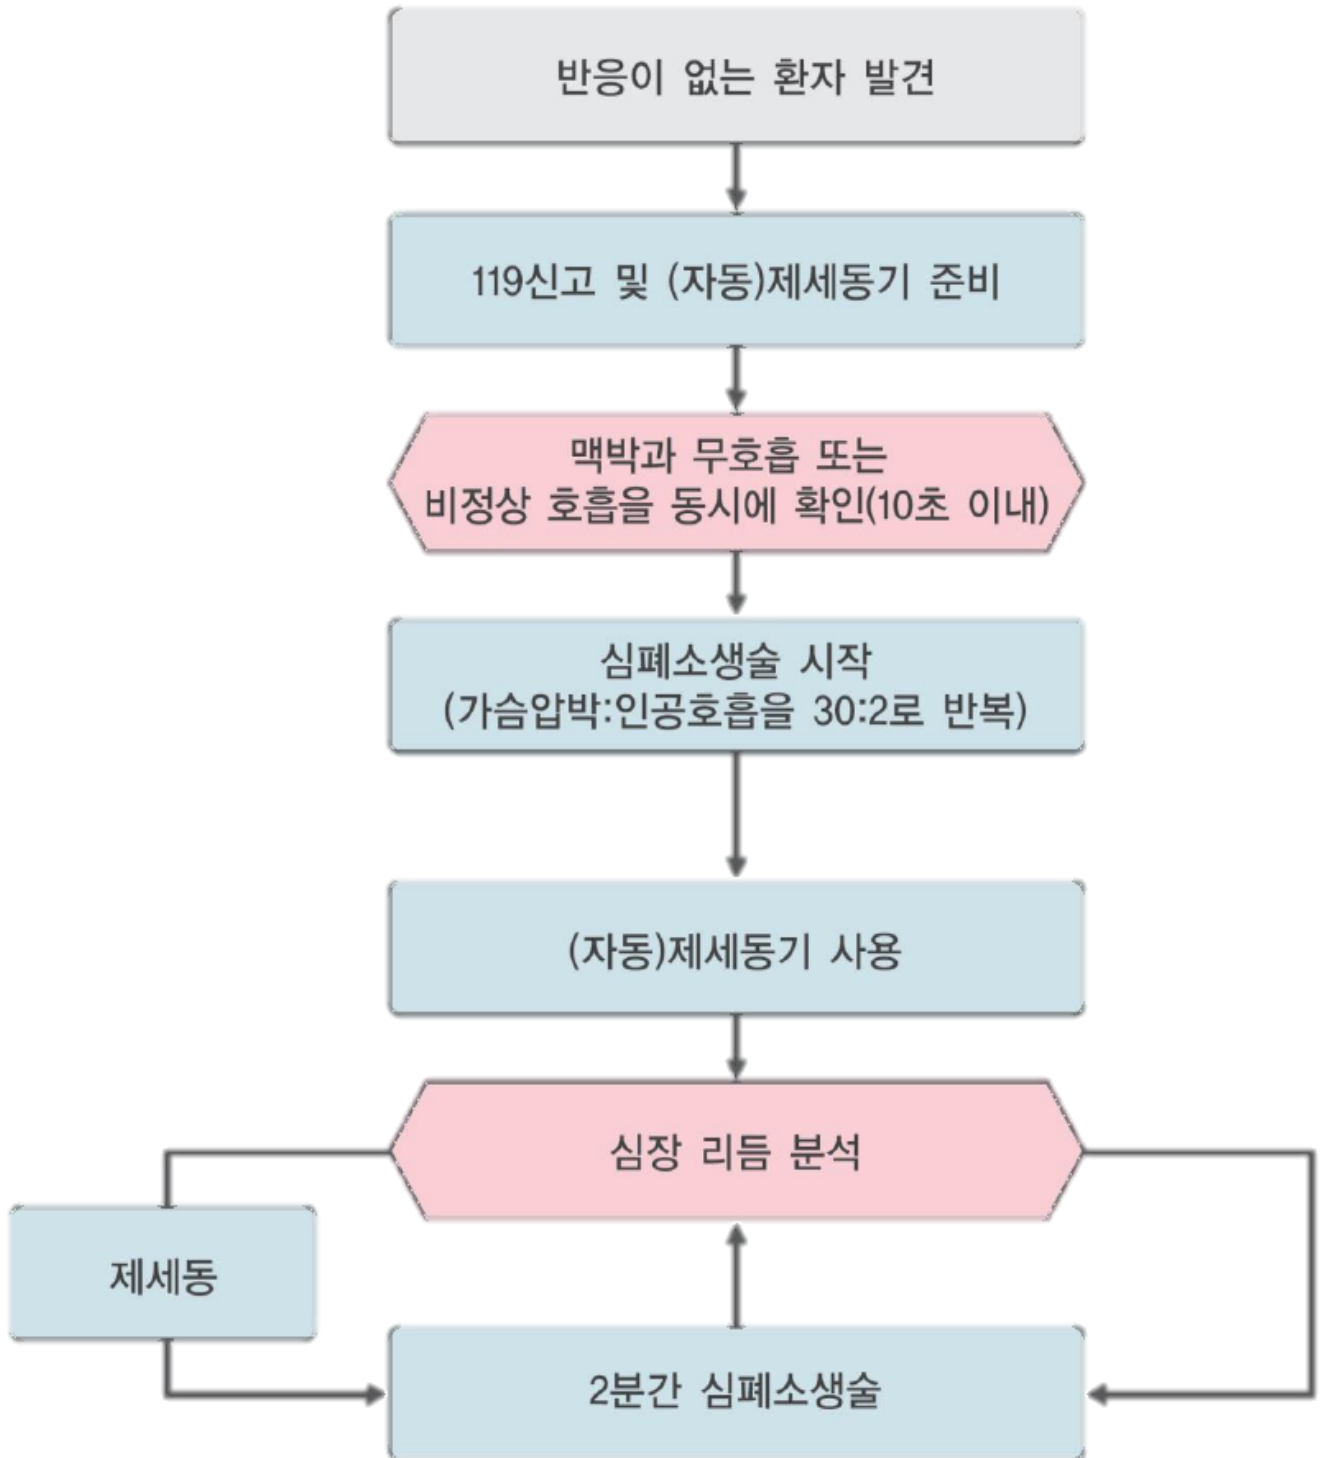 반응이 없는 환자 발견
119신고 및 (자동)제세동기 준비
맥박과 무호흡 또는
비정상 호흡을 동시에 확인(10초 이내)
심폐소생술 시작
(가슴압박:인공호흡을 30:2로 반복)
(자동)제세동기 사용
심장 리듬 분석
제세동
2분간 심폐소생술